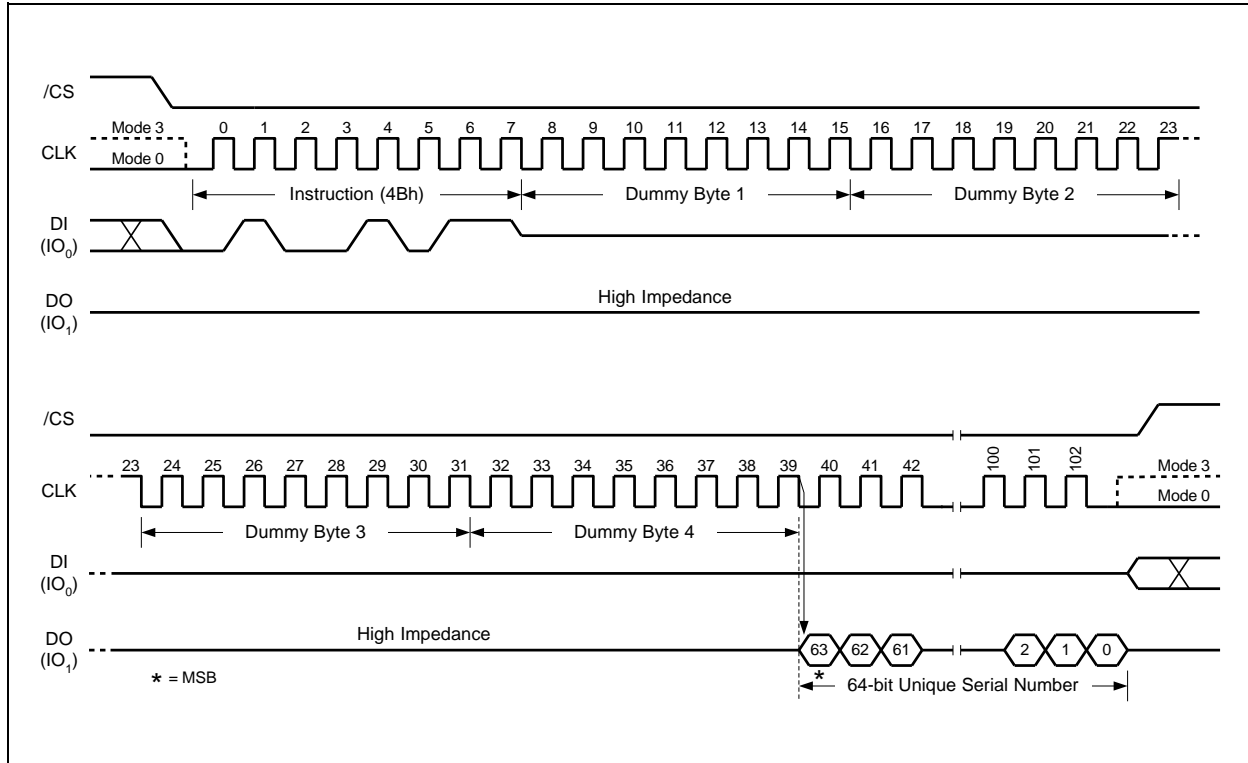 /CS
Mode 3 0 1 2 3 4 5 6 7 8 9 10 11 12 13 14 15 16 17 18 19 20 21 22 23
CLK
Mode 0
Instruction (4Bh) Dummy Byte 1 Dummy Byte 2
DI
(IO0)
High Impedance
DO
(IO1)
/CS
23 24 25 26 27 28 29 30 31 32 33 34 35 36 37 38 39 40 41 42 100 101 102 Mode 3
CLK
Mode 0
Dummy Byte 3 Dummy Byte 4
DI
(IO0)
High Impedance
DO
(IO1)
63 62 61 2 1 0
* = MSB
* 64-bit Unique Serial Number